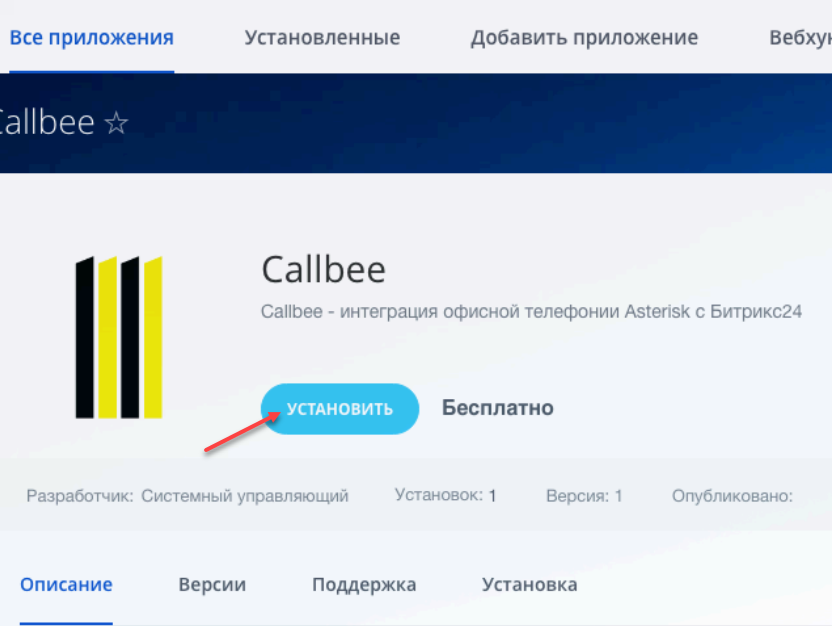 Все приложения Установленные Добавить приложение Вебху
Callbee ☆
Callbee
Callbee - интеграция офисной телефонии Asterisk с Битрикс24
УСТАНОВИТЬ Бесплатно
Разработчик: Системный управляющий Установок: 1 Версия: 1 Опубликовано:
Описание Версии Поддержка Установка